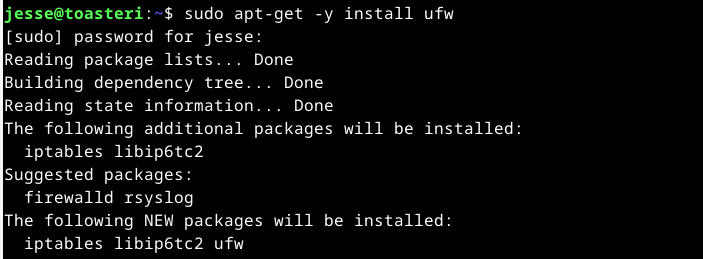 jesse@toasteri:~$ sudo apt-get -y install ufw
[sudo] password for jesse:
Reading package lists... Done
Building dependency tree... Done
Reading state information... Done
The following additional packages will be installed:
  iptables libip6tc2
Suggested packages:
  firewalld rsyslog
The following NEW packages will be installed:
  iptables libip6tc2 ufw